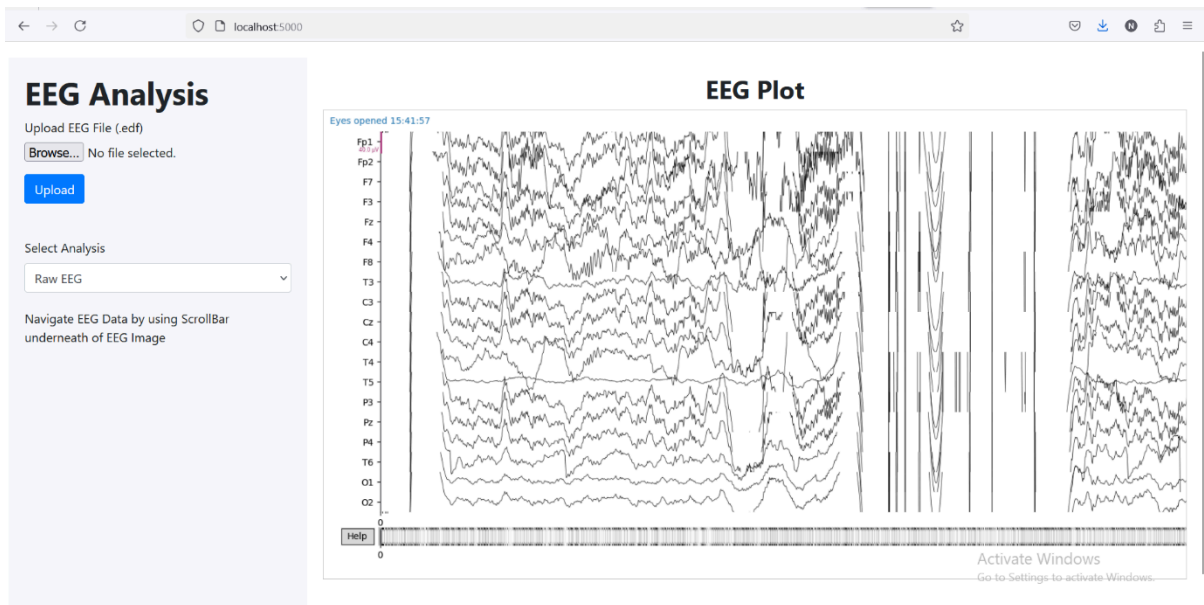 localhost:5000
N
EEG Analysis
Upload EEG File (.edf)
Browse... No file selected.
Upload
Select Analysis
Raw EEG
Navigate EEG Data by using ScrollBar
underneath of EEG Image
EEG Plot
Eyes opened 15:41:57
Fp1
40.0 µV
Fp2
F7
F3
Fz
F4
F8
T3
C3
Cz
C4
T4
T5
P3
Pz
P4
T6
O1
O2
0
Help
0
Activate Windows
Go to Settings to activate Windows.